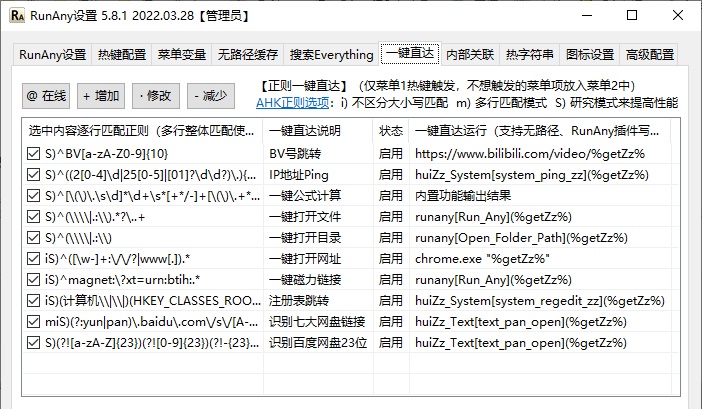 RA RunAny设置 5.8.1 2022.03.28【管理员】
RunAny设置 热键配置 菜单变量 无路径缓存 搜索Everything 一键直达 内部关联 热字符串 图标设置 高级配置
@ 在线 + 增加 · 修改 - 减少
【正则一键直达】（仅菜单1热键触发，不想触发的菜单项放入菜单2中）
AHK正则选项：i) 不区分大小写匹配 m) 多行匹配模式 S) 研究模式来提高性能
选中内容逐行匹配正则（多行整体匹配使... 一键直达说明 状态 一键直达运行（支持无路径、RunAny插件写...
S)^BV[a-zA-Z0-9]{10} BV号跳转 启用 https://www.bilibili.com/video/%getZz%
S)^((2[0-4]\d|25[0-5]|[01]?\d\d?)\.){... IP地址Ping 启用 huiZz_System[system_ping_zz](%getZz%)
S)^[\(\)\.\s\d]*\d+\s*[+*/-]+[\(\)\.+*... 一键公式计算 启用 内置功能输出结果
S)^(\\\\|.:\\).*?\..+ 一键打开文件 启用 runany[Run_Any](%getZz%)
S)^(\\\\|.:\\) 一键打开目录 启用 runany[Open_Folder_Path](%getZz%)
iS)^([\w-]+:\/\/?|www[.]).* 一键打开网址 启用 chrome.exe "%getZz%"
iS)^magnet:\?xt=urn:btih:.* 一键磁力链接 启用 runany[Run_Any](%getZz%)
iS)(计算机\\|\\|)(HKEY_CLASSES_ROO... 注册表跳转 启用 huiZz_System[system_regedit_zz](%getZz%)
miS)(?:yun|pan)\.baidu\.com\/s\/[A-... 识别七大网盘链接 启用 huiZz_Text[text_pan_open](%getZz%)
S)(?![a-zA-Z]{23})(?![0-9]{23})(?!-{23}... 识别百度网盘23位 启用 huiZz_Text[text_pan_open](%getZz%)